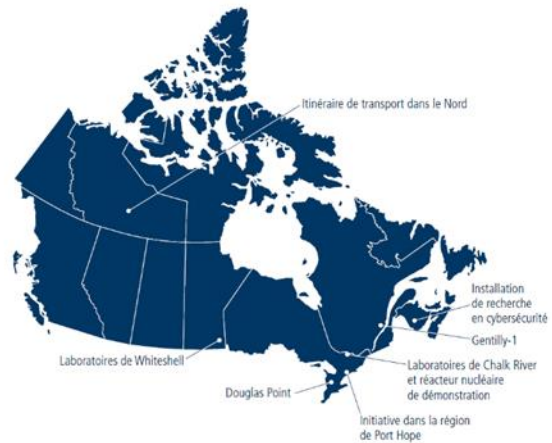 Itinéraire de transport dans le Nord
Installation
de recherche
en cybersécurité
Gentilly-1
Laboratoires de Whiteshell
Laboratoires de Chalk River
et réacteur nucléaire
de démonstration
Douglas Point
Initiative dans la région
de Port Hope